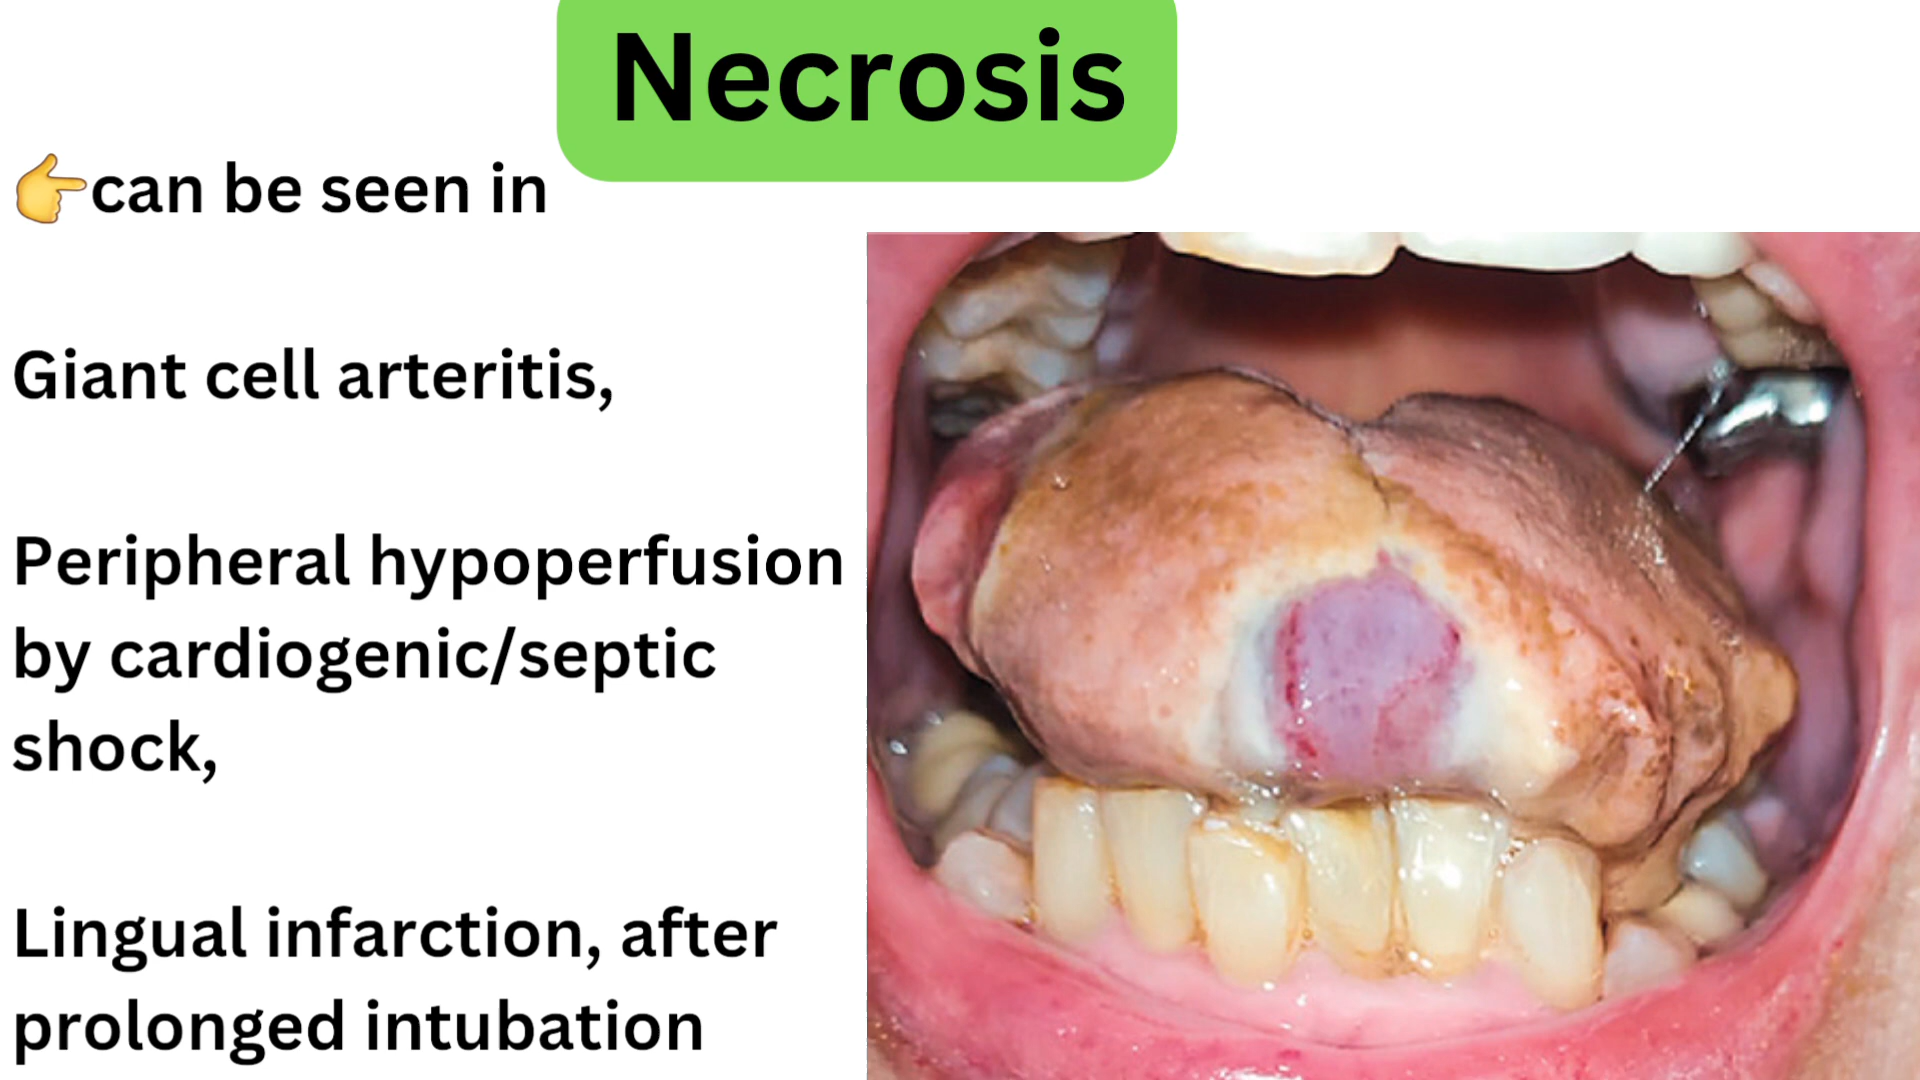 Necrosis
👉can be seen in
Giant cell arteritis,
Peripheral hypoperfusion
by cardiogenic/septic
shock,
Lingual infarction, after
prolonged intubation